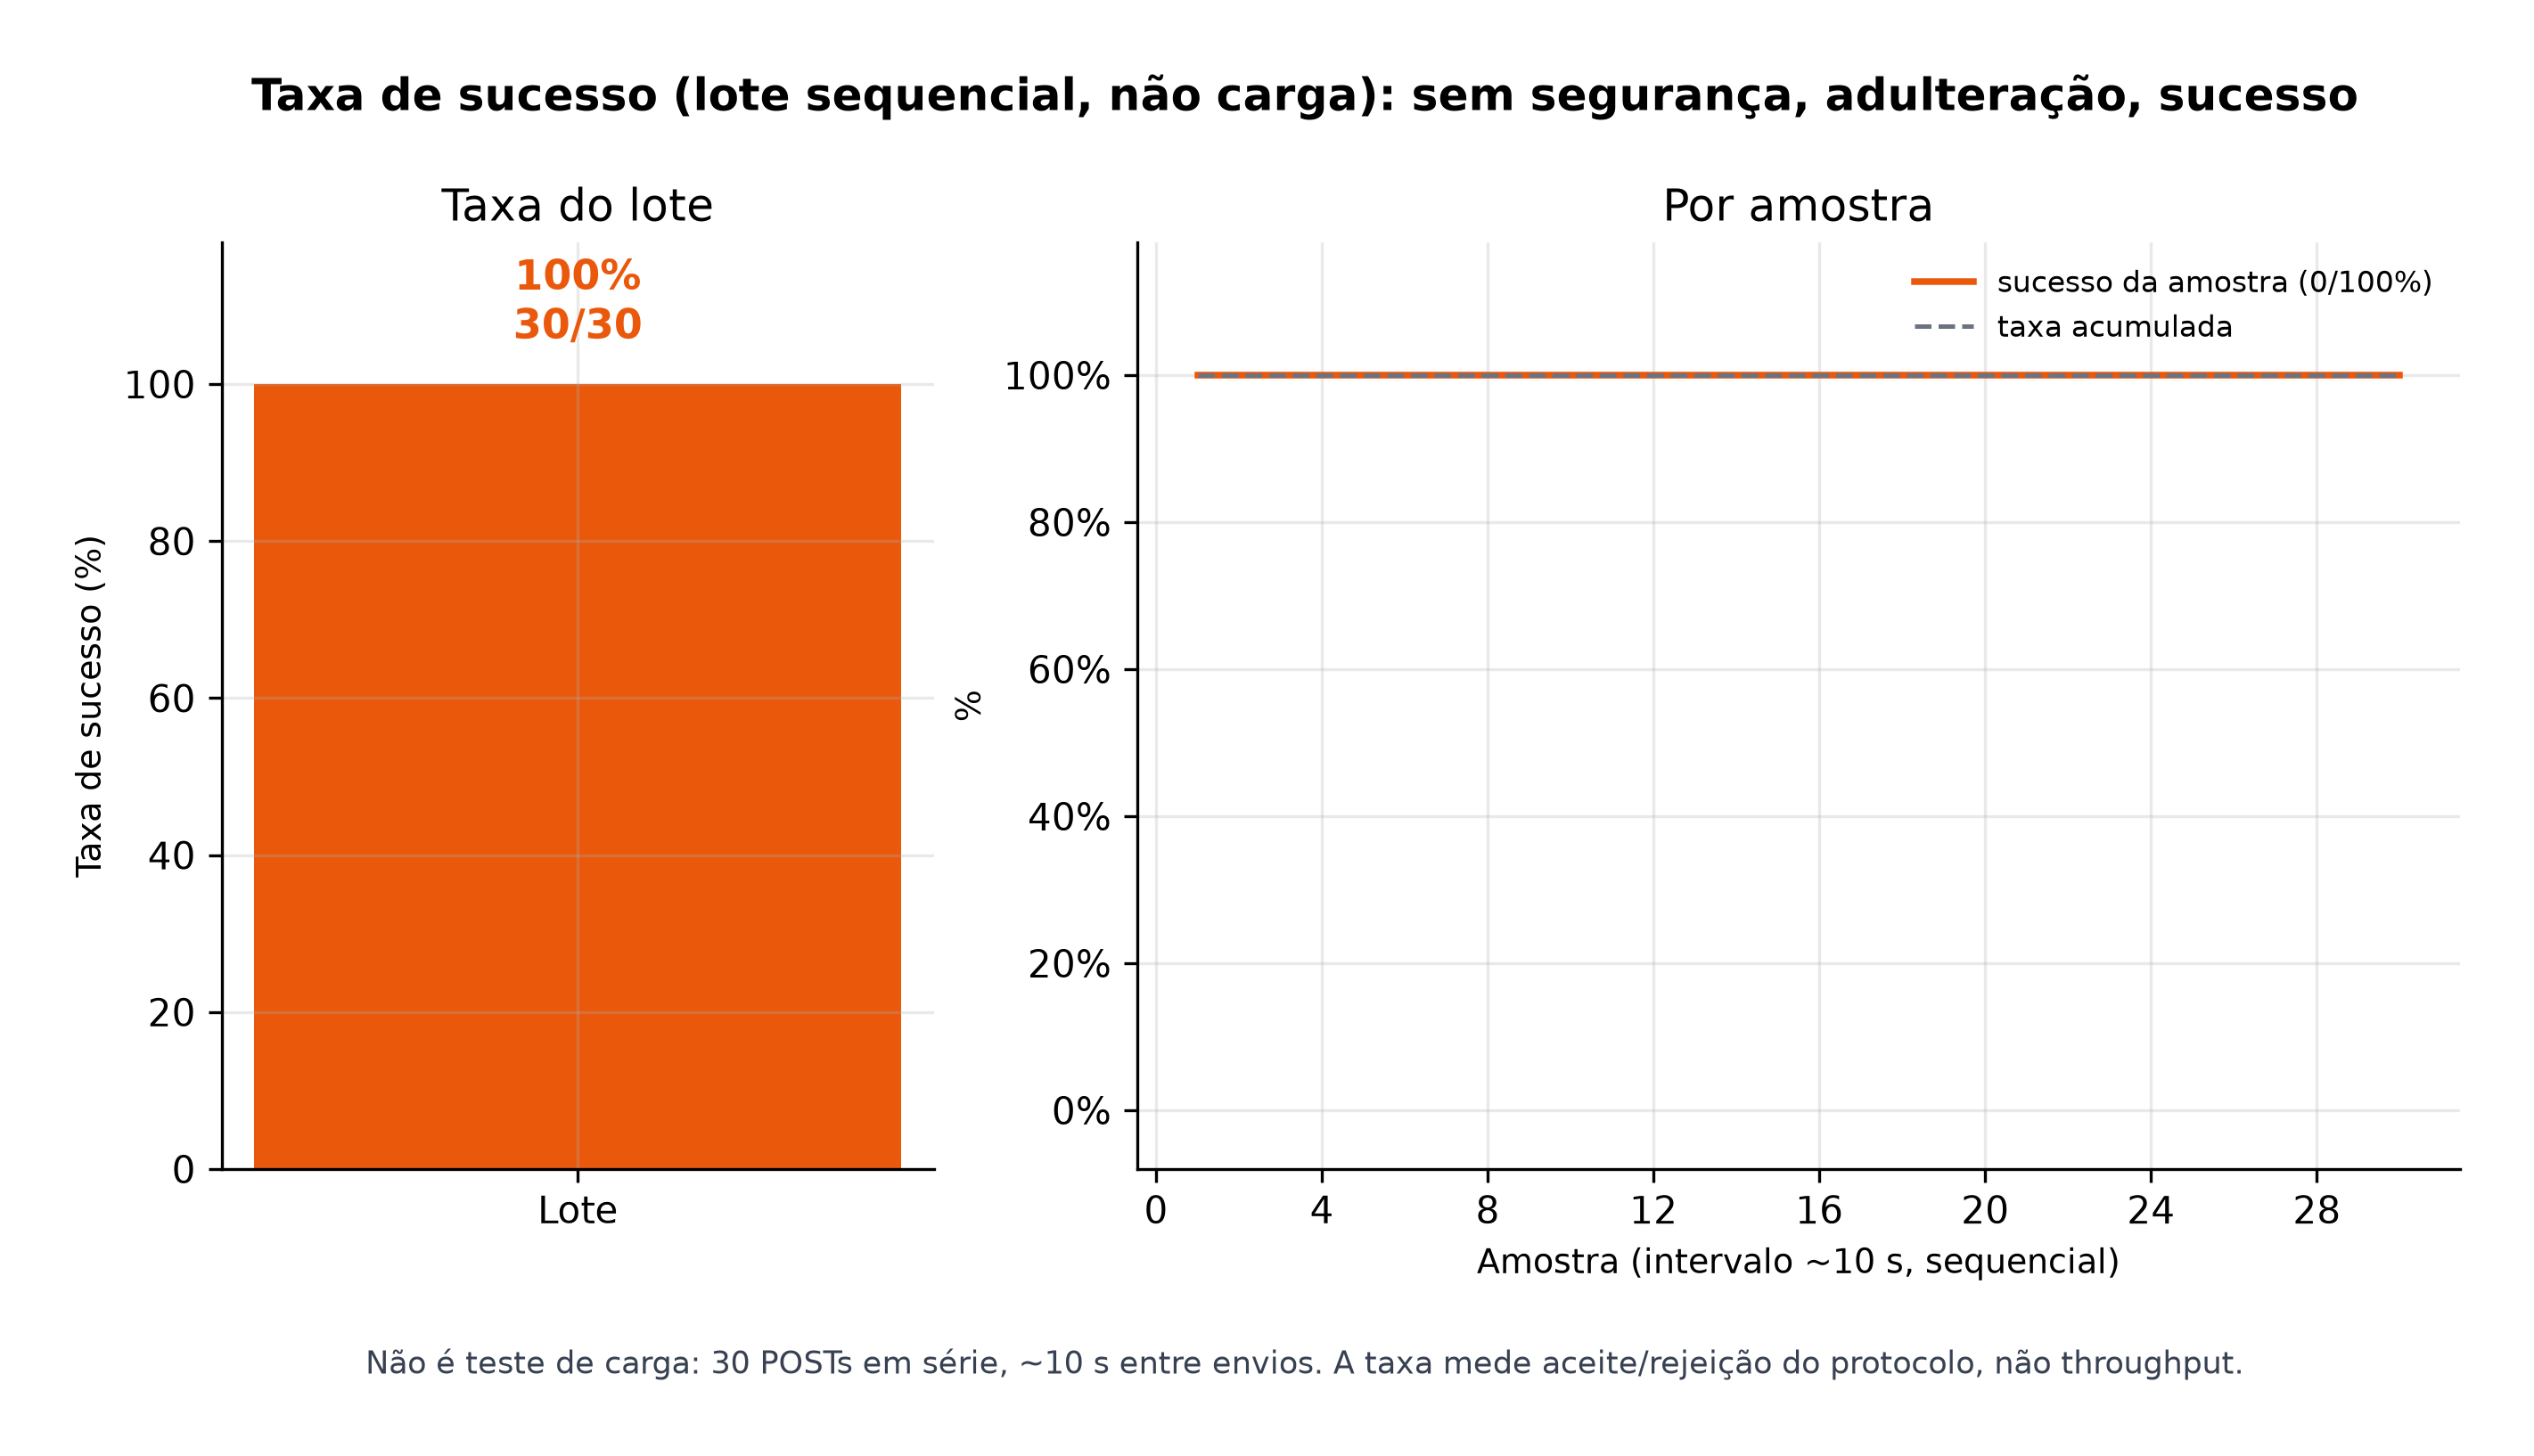 Taxa de sucesso (lote sequencial, não carga): sem segurança, adulteração, sucesso
Taxa do lote
100%
30/30
Taxa de sucesso (%)
100
80
60
40
20
0
Lote
Por amostra
sucesso da amostra (0/100%)
taxa acumulada
%
100%
80%
60%
40%
20%
0%
0 4 8 12 16 20 24 28
Amostra (intervalo ~10 s, sequencial)
Não é teste de carga: 30 POSTs em série, ~10 s entre envios. A taxa mede aceite/rejeição do protocolo, não throughput.